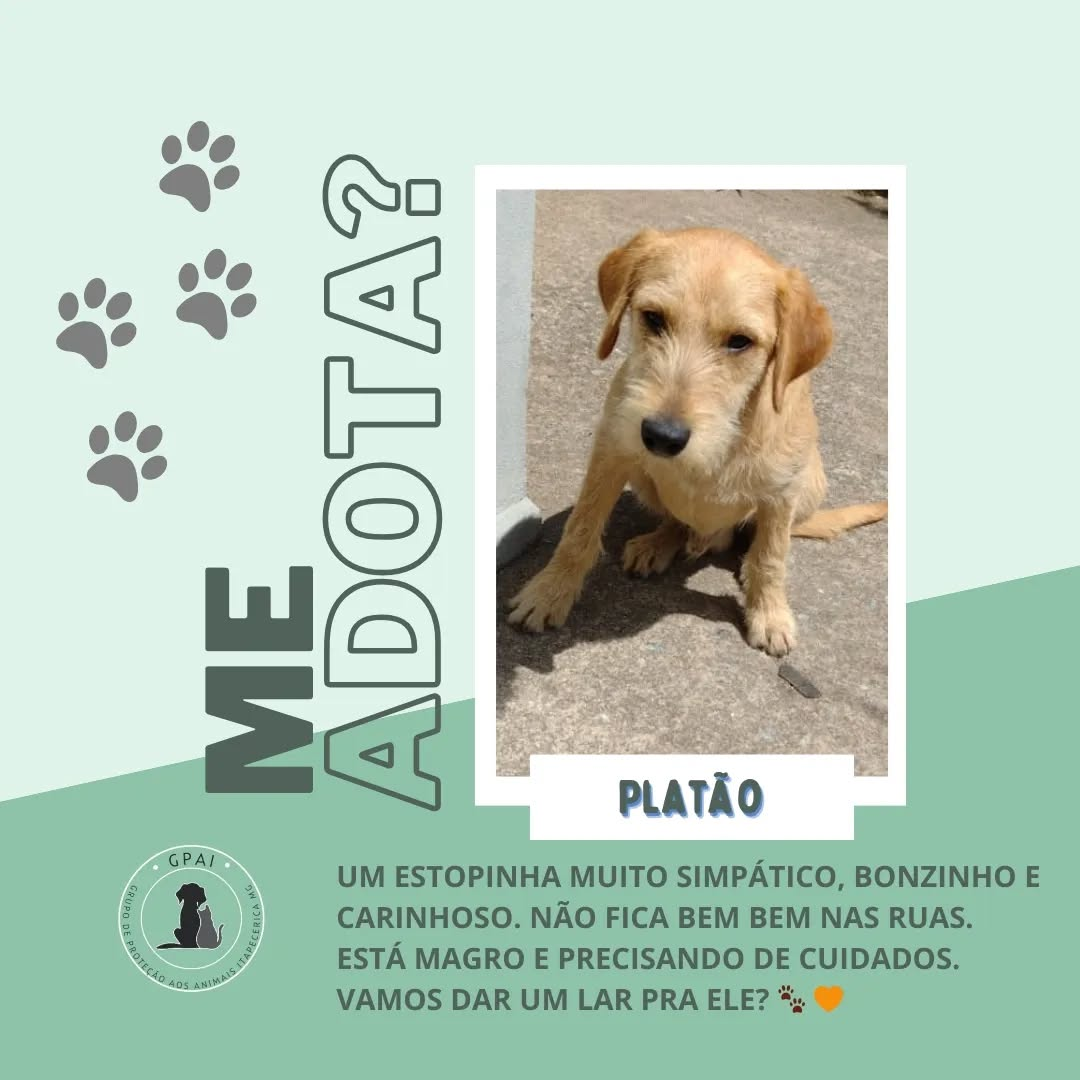 ME
ADOTA?
PLATÃO
UM ESTOPINHA MUITO SIMPÁTICO, BONZINHO E
CARINHOSO. NÃO FICA BEM BEM NAS RUAS.
ESTÁ MAGRO E PRECISANDO DE CUIDADOS.
VAMOS DAR UM LAR PRA ELE? 🐾 🧡
GPAI
GRUPO DE PROTEÇÃO AOS ANIMAIS ITAPECERICA MG